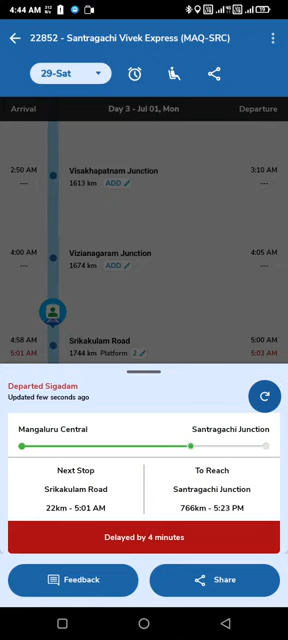 4:44 AM
22852 - Santragachi Vivek Express (MAQ-SRC)
29-Sat
Arrival Day 3 - Jul 01, Mon Departure
2:50 AM Visakhapatnam Junction 3:10 AM
--- 1613 km ADD ---
4:00 AM Vizianagaram Junction 4:05 AM
--- 1674 km ADD ---
4:58 AM Srikakulam Road 5:00 AM
5:01 AM 1744 km Platform 2 5:03 AM
Departed Sigadam
Updated few seconds ago
Mangaluru Central Santragachi Junction
Next Stop To Reach
Srikakulam Road Santragachi Junction
22km - 5:01 AM 766km - 5:23 PM
Delayed by 4 minutes
Feedback Share